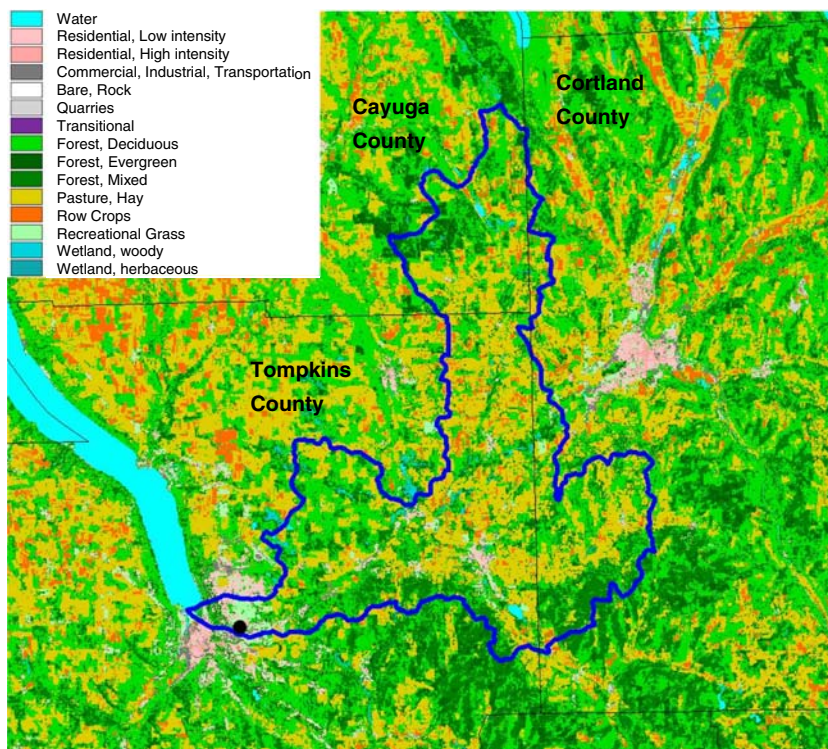 Water
Residential, Low intensity
Residential, High intensity
Commercial, Industrial, Transportation
Bare, Rock
Quarries
Transitional
Forest, Deciduous
Forest, Evergreen
Forest, Mixed
Pasture, Hay
Row Crops
Recreational Grass
Wetland, woody
Wetland, herbaceous
Cayuga
County
Cortland
County
Tompkins
County